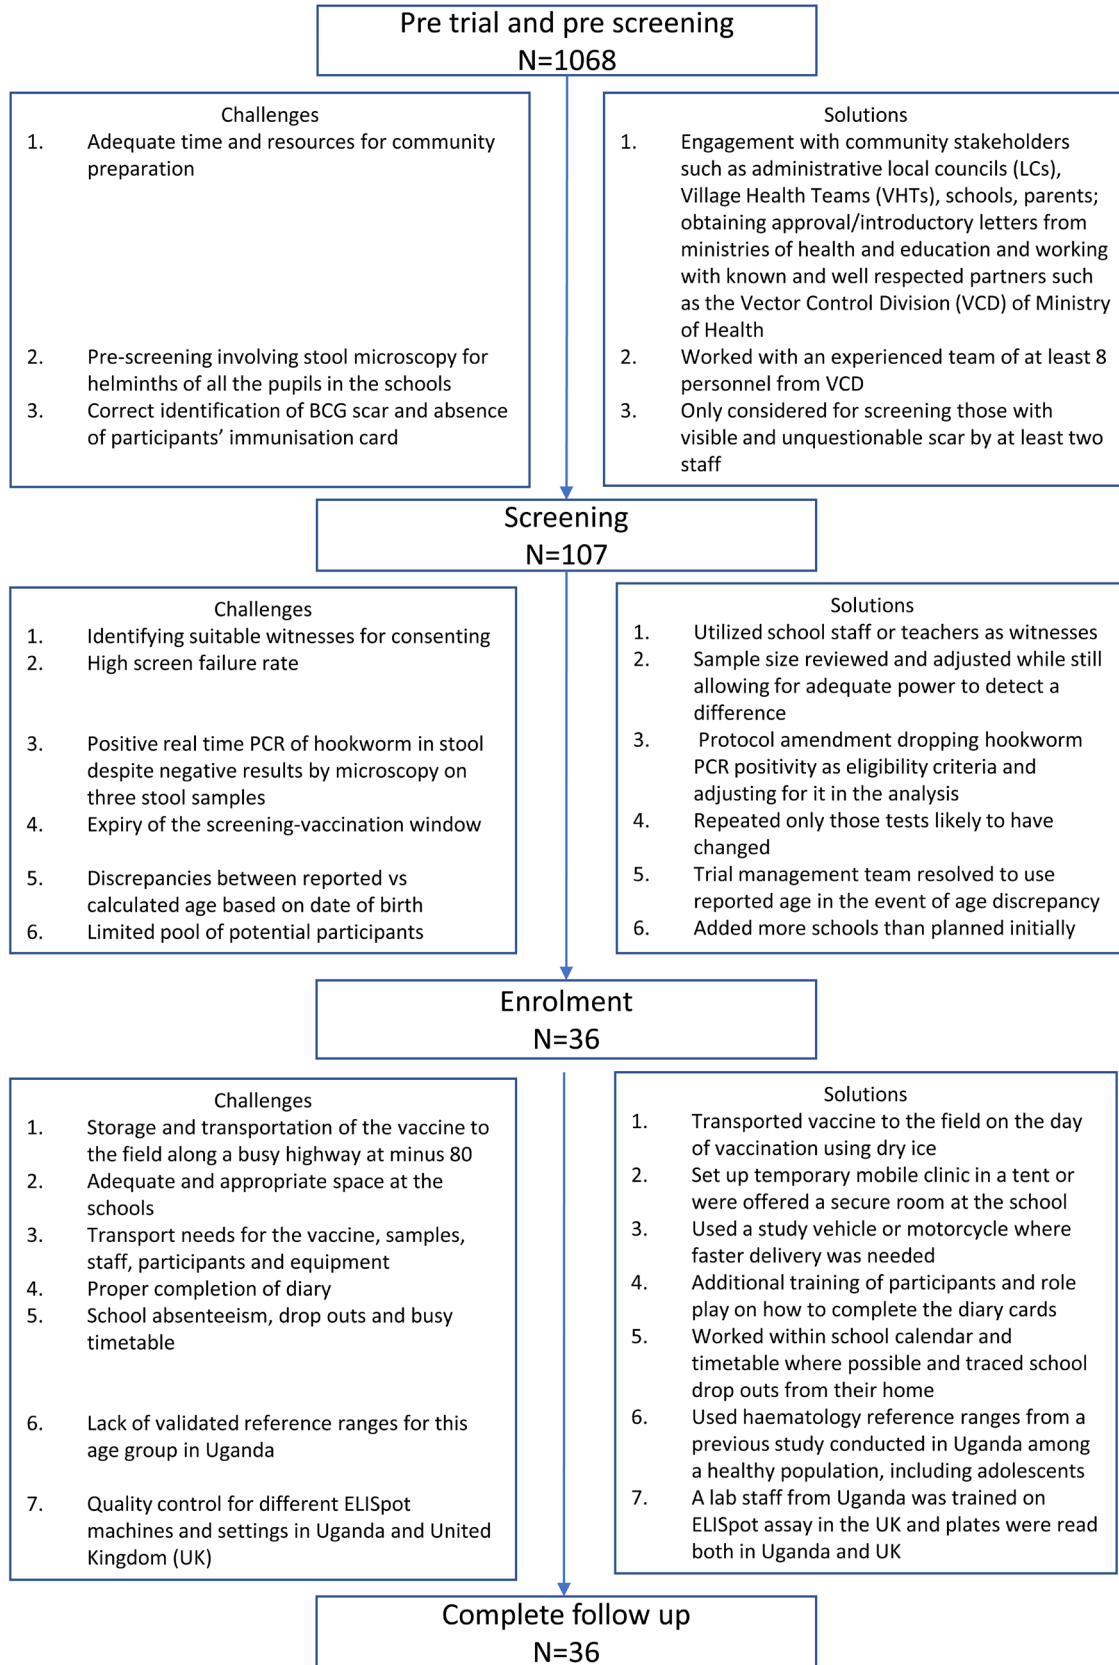 Pre trial and pre screening
N=1068
Challenges
1. Adequate time and resources for community
preparation
2. Pre-screening involving stool microscopy for
helminths of all the pupils in the schools
3. Correct identification of BCG scar and absence
of participants’ immunisation card
Solutions
1. Engagement with community stakeholders
such as administrative local councils (LCs),
Village Health Teams (VHTs), schools, parents;
obtaining approval/introductory letters from
ministries of health and education and working
with known and well respected partners such
as the Vector Control Division (VCD) of Ministry
of Health
2. Worked with an experienced team of at least 8
personnel from VCD
3. Only considered for screening those with
visible and unquestionable scar by at least two
staff
Screening
N=107
Challenges
1. Identifying suitable witnesses for consenting
2. High screen failure rate
3. Positive real time PCR of hookworm in stool
despite negative results by microscopy on
three stool samples
4. Expiry of the screening-vaccination window
5. Discrepancies between reported vs
calculated age based on date of birth
6. Limited pool of potential participants
Solutions
1. Utilized school staff or teachers as witnesses
2. Sample size reviewed and adjusted while still
allowing for adequate power to detect a
difference
3. Protocol amendment dropping hookworm
PCR positivity as eligibility criteria and
adjusting for it in the analysis
4. Repeated only those tests likely to have
changed
5. Trial management team resolved to use
reported age in the event of age discrepancy
6. Added more schools than planned initially
Enrolment
N=36
Challenges
1. Storage and transportation of the vaccine to
the field along a busy highway at minus 80
2. Adequate and appropriate space at the
schools
3. Transport needs for the vaccine, samples,
staff, participants and equipment
4. Proper completion of diary
5. School absenteeism, drop outs and busy
timetable
6. Lack of validated reference ranges for this
age group in Uganda
7. Quality control for different ELISpot
machines and settings in Uganda and United
Kingdom (UK)
Solutions
1. Transported vaccine to the field on the day
of vaccination using dry ice
2. Set up temporary mobile clinic in a tent or
were offered a secure room at the school
3. Used a study vehicle or motorcycle where
faster delivery was needed
4. Additional training of participants and role
play on how to complete the diary cards
5. Worked within school calendar and
timetable where possible and traced school
drop outs from their home
6. Used haematology reference ranges from a
previous study conducted in Uganda among
a healthy population, including adolescents
7. A lab staff from Uganda was trained on
ELISpot assay in the UK and plates were read
both in Uganda and UK
Complete follow up
N=36